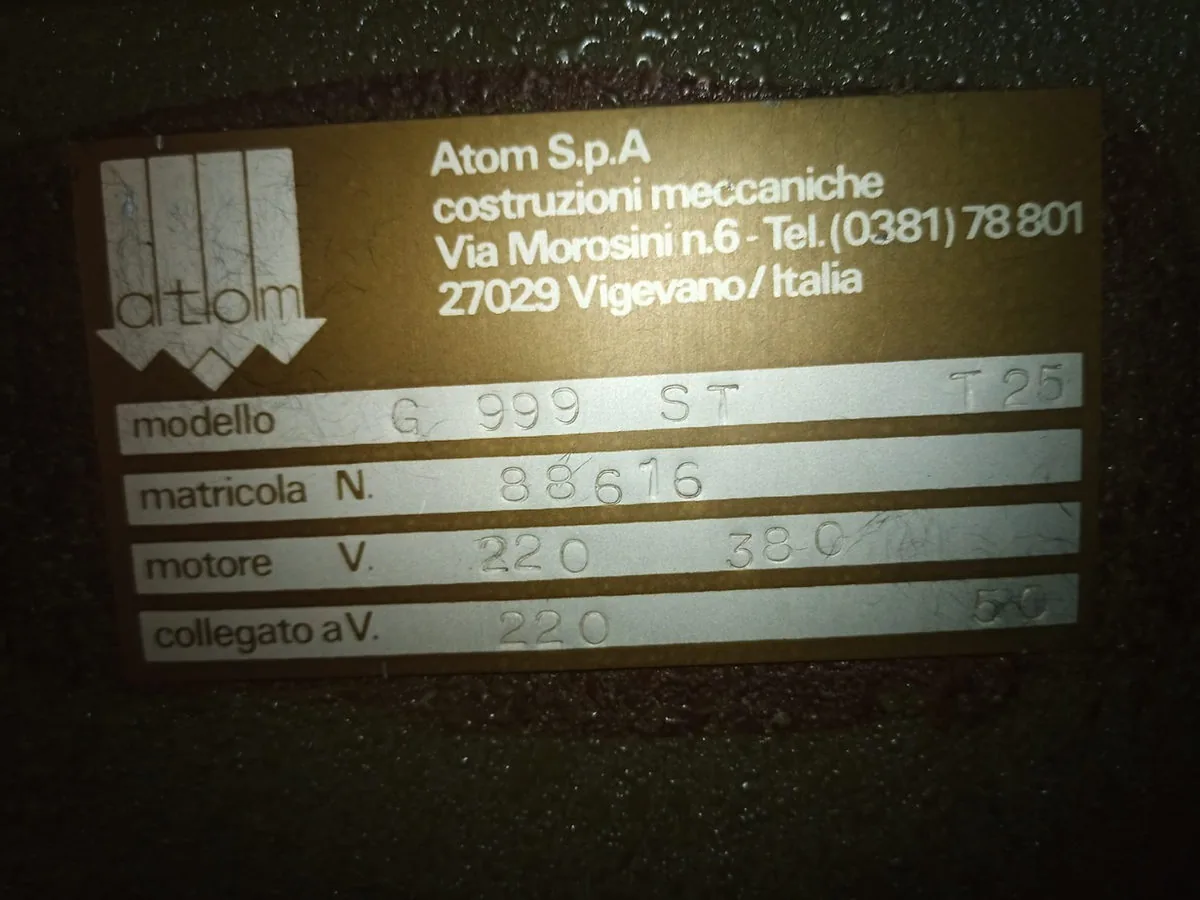 atom
Atom S.p.A
costruzioni meccaniche
Via Morosini n.6 - Tel. (0381) 78 801
27029 Vigevano / Italia
modello G 999 ST T 25
matricola N. 88616
motore V. 220 380
collegato a V. 220 50